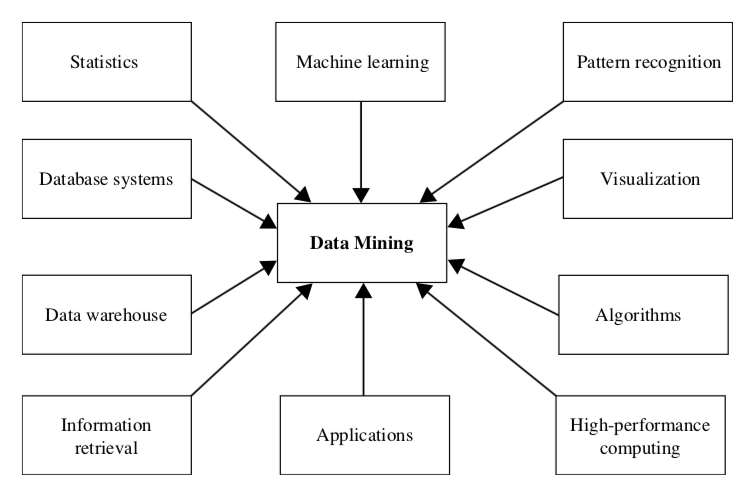 Statistics
Machine learning
Pattern recognition
Database systems
Visualization
Data Mining
Data warehouse
Algorithms
Information
retrieval
Applications
High-performance
computing